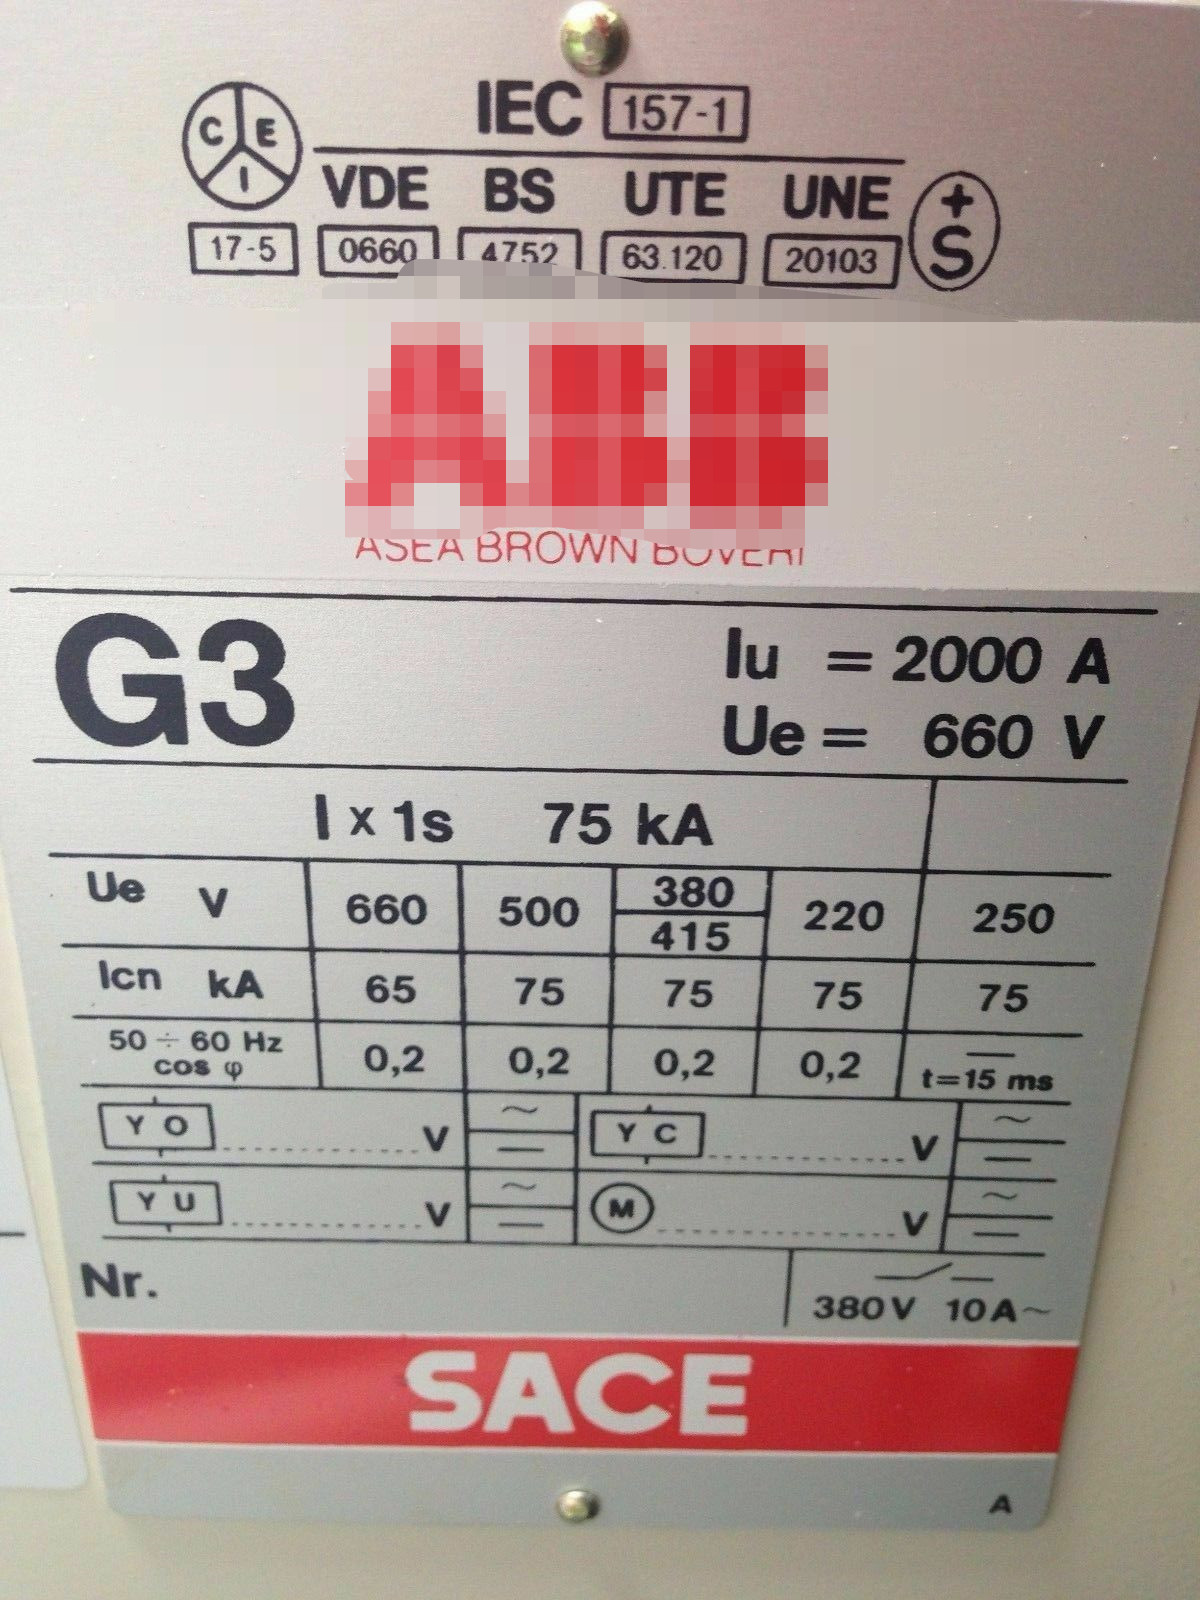 IEC 157-1
C E I
VDE BS UTE UNE
+S
17-5 0660 4752 63.120 20103
ABB
ASEA BROWN BOVERI
G3
Iu = 2000 A
Ue = 660 V
I x 1s 75 kA
Ue V 660 500 380 415 220 250
Icn kA 65 75 75 75 75
50 ÷ 60 Hz
cos φ 0,2 0,2 0,2 0,2 t=15 ms
YO V ~ YC V ~
YU V ~ M V ~
Nr.
380V 10A~
SACE
A